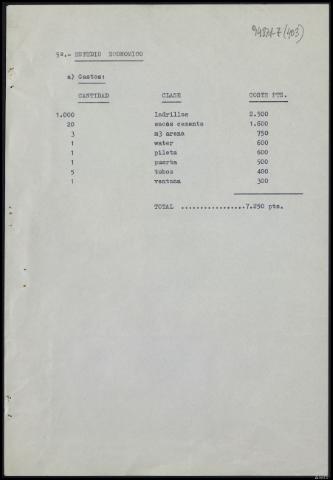 94824-7 (403)
5º.- ESTUDIO ECONOMICO
a) Gastos:
CANTIDAD CLASE COSTE PTS.
1.000 ladrillos 2.500
20 sacos cemento 1.600
3 m3 arena 750
1 water 600
1 pileta 600
1 puerta 500
5 tubos 400
1 ventana 300
TOTAL ................7.250 pts.